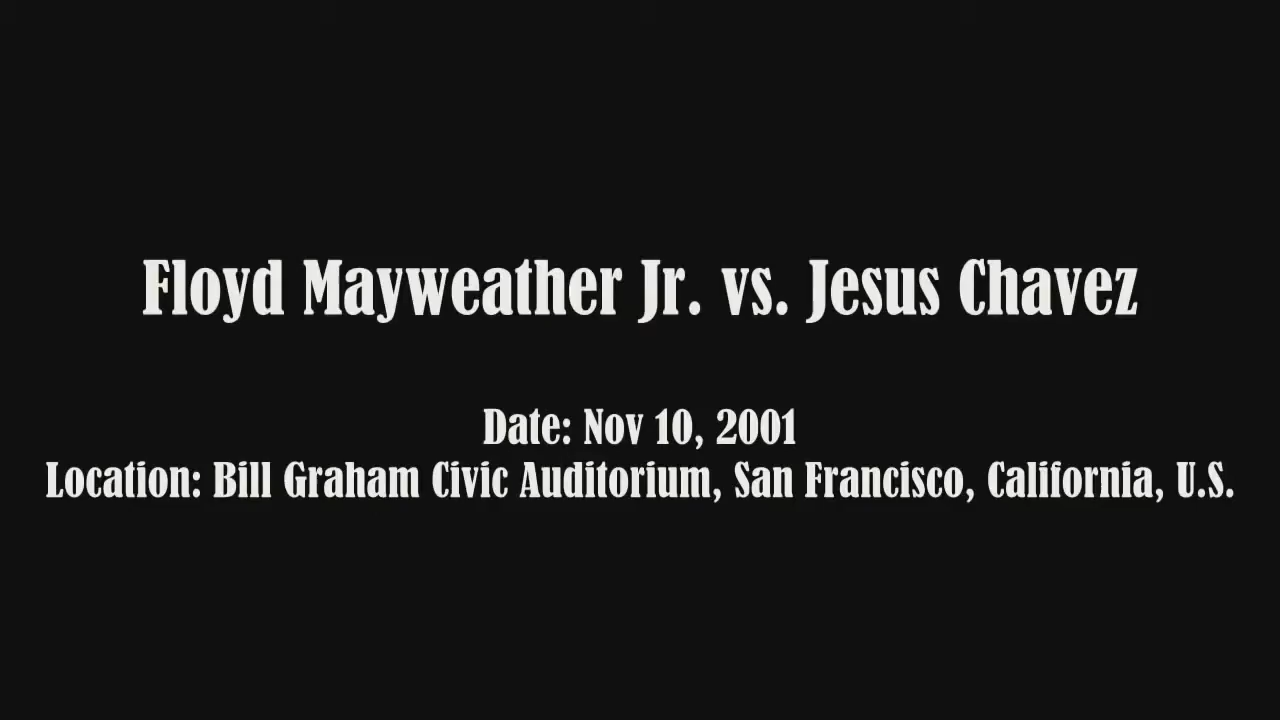 Floyd Mayweather Jr. vs. Jesus Chavez
Date: Nov 10, 2001
Location: Bill Graham Civic Auditorium, San Francisco, California, U.S.